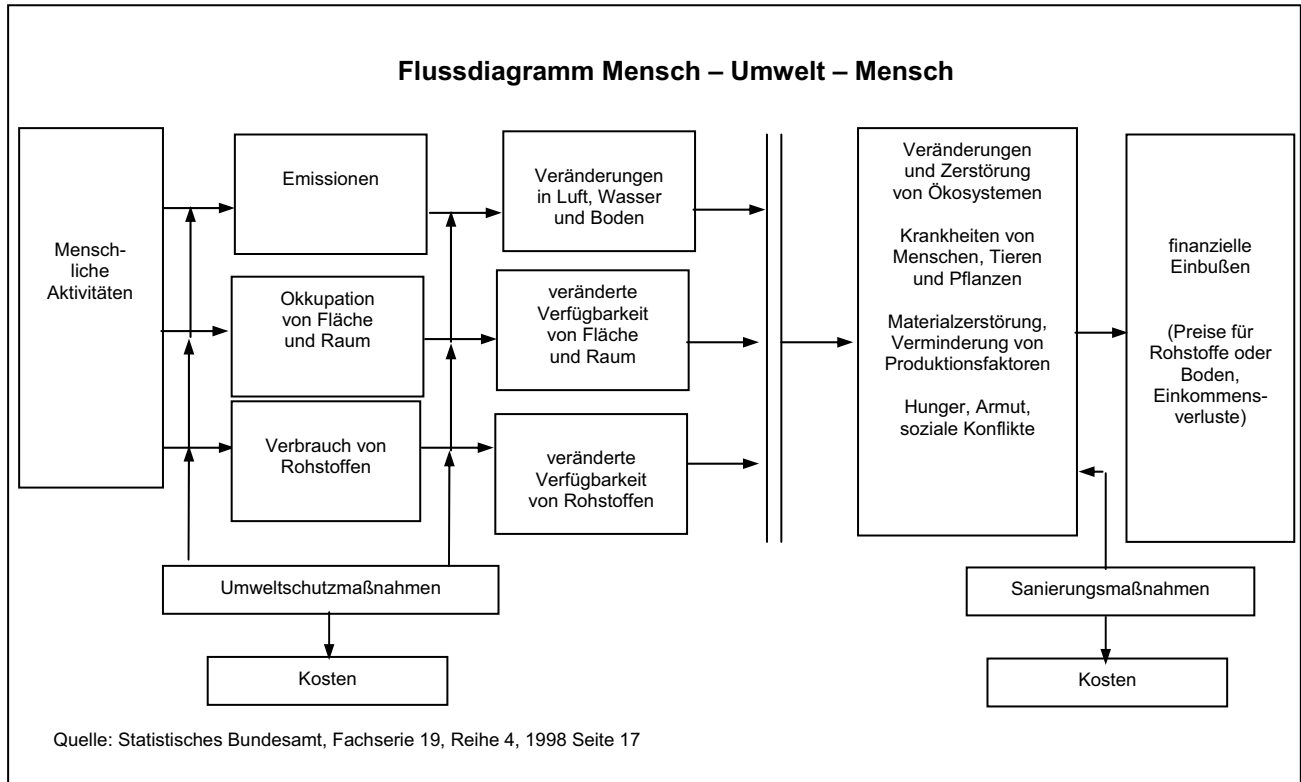 Flussdiagramm Mensch – Umwelt – Mensch
Mensch-
liche
Aktivitäten
Emissionen
Okkupation
von Fläche
und Raum
Verbrauch von
Rohstoffen
Veränderungen
in Luft, Wasser
und Boden
veränderte
Verfügbarkeit
von Fläche
und Raum
veränderte
Verfügbarkeit
von Rohstoffen
Veränderungen
und Zerstörung
von Ökosystemen
Krankheiten von
Menschen, Tieren
und Pflanzen
Materialzerstörung,
Verminderung von
Produktionsfaktoren
Hunger, Armut,
soziale Konflikte
finanzielle
Einbußen
(Preise für
Rohstoffe oder
Boden,
Einkommens-
verluste)
Umweltschutzmaßnahmen
Kosten
Sanierungsmaßnahmen
Kosten
Quelle: Statistisches Bundesamt, Fachserie 19, Reihe 4, 1998 Seite 17